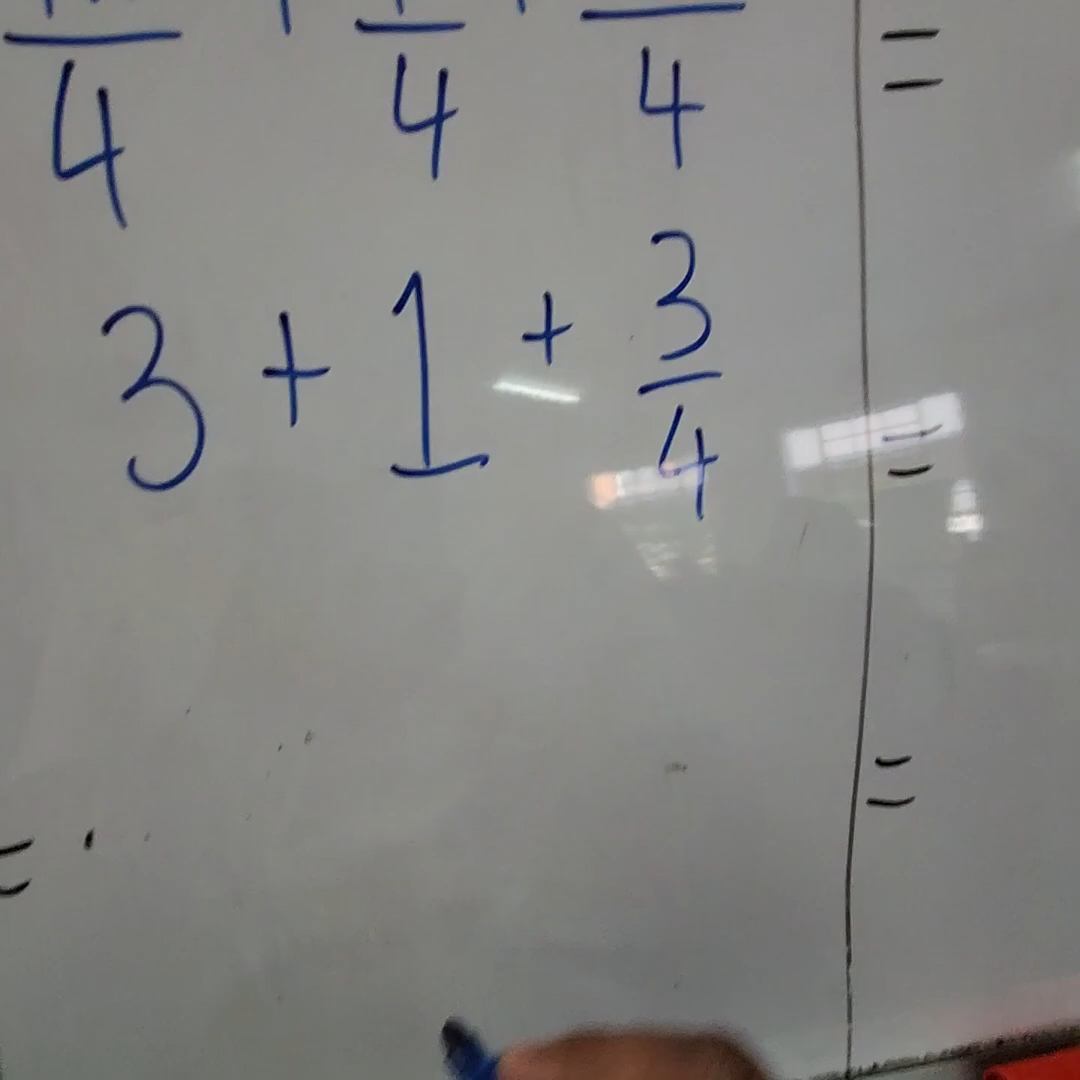 4 + 4 + 4 =
3 + 1 + 3/4 =
=
=